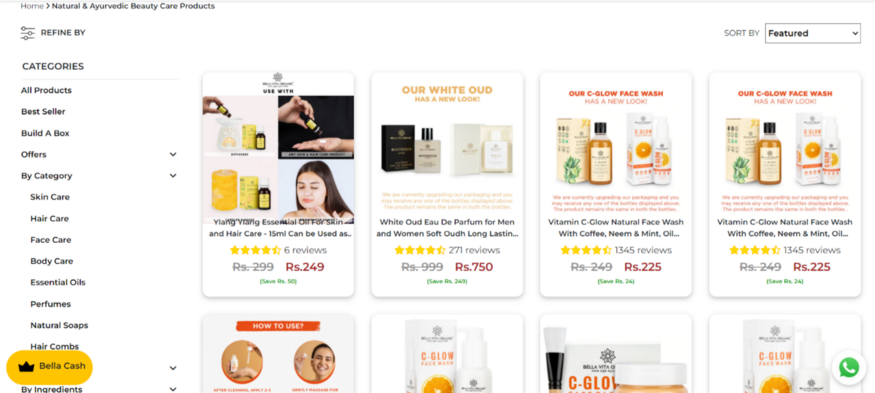 Home > Natural & Ayurvedic Beauty Care Products
REFINE BY
SORT BY Featured
CATEGORIES
All Products
Best Seller
Build A Box
Offers
By Category
Skin Care
Hair Care
Face Care
Body Care
Essential Oils
Perfumes
Natural Soaps
Hair Combs
Bella Cash
By Ingredients
BELLA VITA ORGANIC
USE WITH
Ylang Ylang Essential Oil For Skin
and Hair Care - 15ml Can be Used as..
6 reviews
Rs. 299 Rs.249
(Save Rs. 50)
OUR WHITE OUD
HAS A NEW LOOK!
We are currently upgrading our packaging and you
may receive any one of the bottles displayed above.
The product remains the same in both the bottles.
White Oud Eau De Parfum for Men
and Women Soft Oudh Long Lastin...
271 reviews
Rs. 999 Rs.750
(Save Rs. 249)
OUR C-GLOW FACE WASH
HAS A NEW LOOK!
We are currently upgrading our packaging and you
may receive any one of the bottles displayed above.
The product remains the same in both the bottles.
Vitamin C-Glow Natural Face Wash
With Coffee, Neem & Mint, Oil...
1345 reviews
Rs. 249 Rs.225
(Save Rs. 24)
OUR C-GLOW FACE WASH
HAS A NEW LOOK!
We are currently upgrading our packaging and you
may receive any one of the bottles displayed above.
The product remains the same in both the bottles.
Vitamin C-Glow Natural Face Wash
With Coffee, Neem & Mint, Oil...
1345 reviews
Rs. 249 Rs.225
(Save Rs. 24)
HOW TO USE?
BELLA VITA ORGANIC
C-GLOW
BELLA VITA ORGANIC
C-GLOW
BELLA VITA ORGANIC
C-GLOW